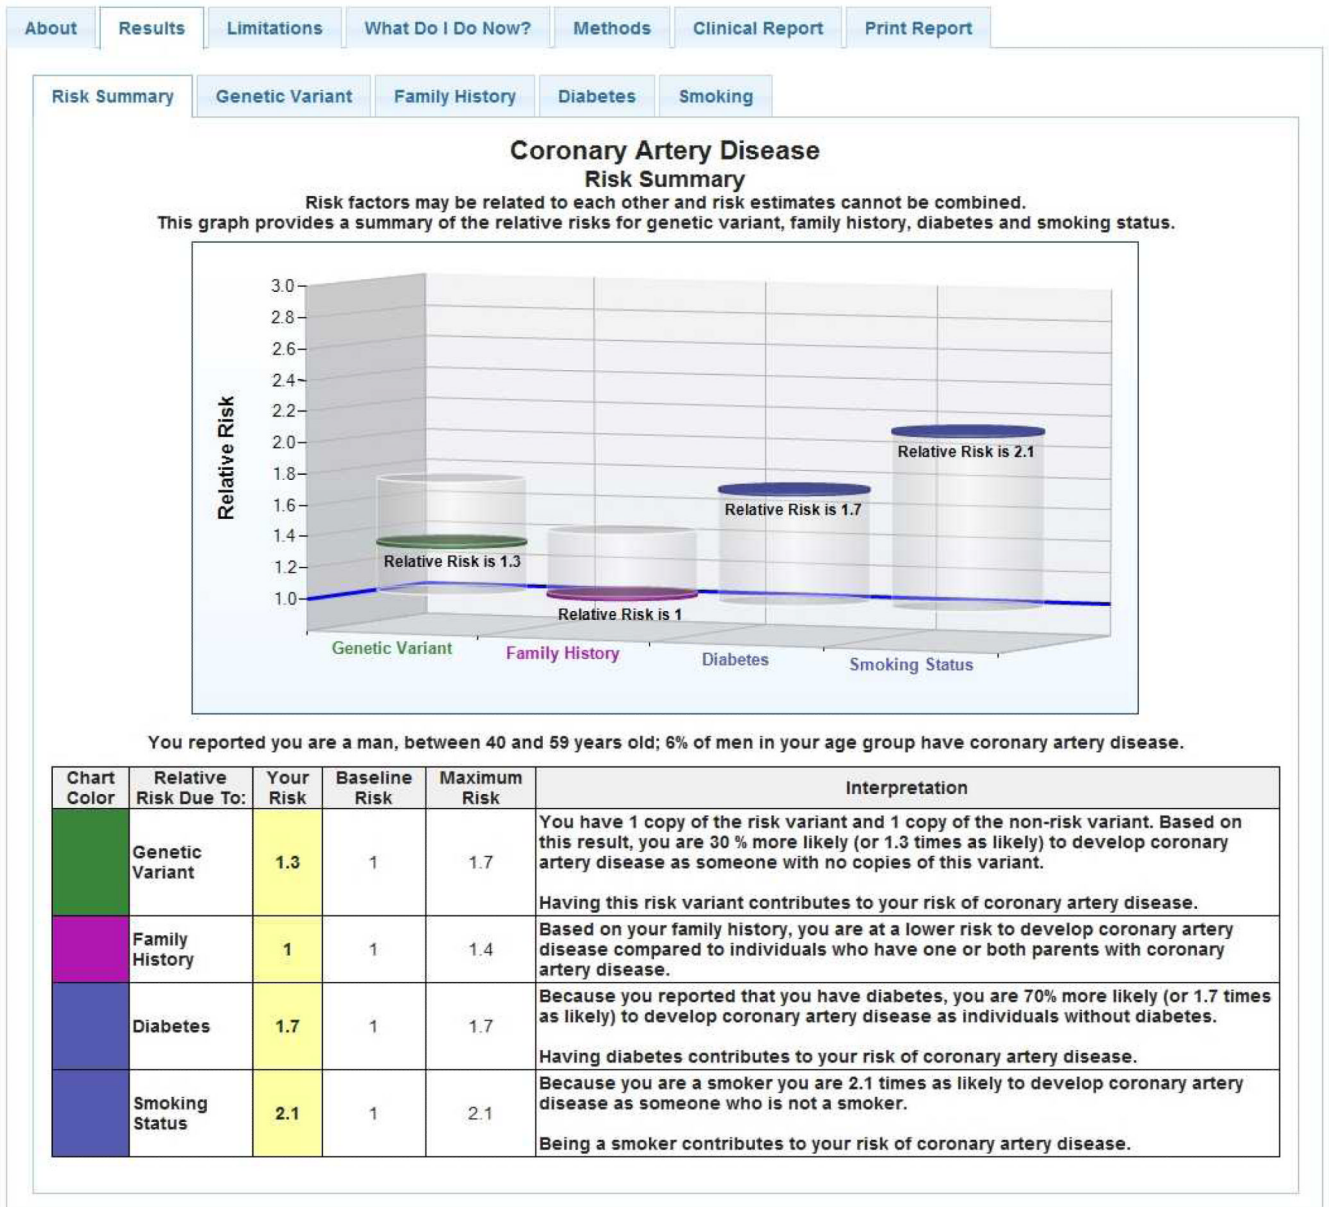 About Results Limitations What Do I Do Now? Methods Clinical Report Print Report
Risk Summary Genetic Variant Family History Diabetes Smoking
Coronary Artery Disease
Risk Summary
Risk factors may be related to each other and risk estimates cannot be combined.
This graph provides a summary of the relative risks for genetic variant, family history, diabetes and smoking status.
Relative Risk
3.0
2.8
2.6
2.4
2.2
2.0
1.8
1.6
1.4
1.2
1.0
Relative Risk is 1.3
Relative Risk is 1
Relative Risk is 1.7
Relative Risk is 2.1
Genetic Variant
Family History
Diabetes
Smoking Status
You reported you are a man, between 40 and 59 years old; 6% of men in your age group have coronary artery disease.
Chart Color
Relative Risk Due To:
Your Risk
Baseline Risk
Maximum Risk
Interpretation
Genetic Variant
1.3
1
1.7
You have 1 copy of the risk variant and 1 copy of the non-risk variant. Based on
this result, you are 30 % more likely (or 1.3 times as likely) to develop coronary
artery disease as someone with no copies of this variant.
Having this risk variant contributes to your risk of coronary artery disease.
Family History
1
1
1.4
Based on your family history, you are at a lower risk to develop coronary artery
disease compared to individuals who have one or both parents with coronary
artery disease.
Diabetes
1.7
1
1.7
Because you reported that you have diabetes, you are 70% more likely (or 1.7 times
as likely) to develop coronary artery disease as individuals without diabetes.
Having diabetes contributes to your risk of coronary artery disease.
Smoking Status
2.1
1
2.1
Because you are a smoker you are 2.1 times as likely to develop coronary artery
disease as someone who is not a smoker.
Being a smoker contributes to your risk of coronary artery disease.